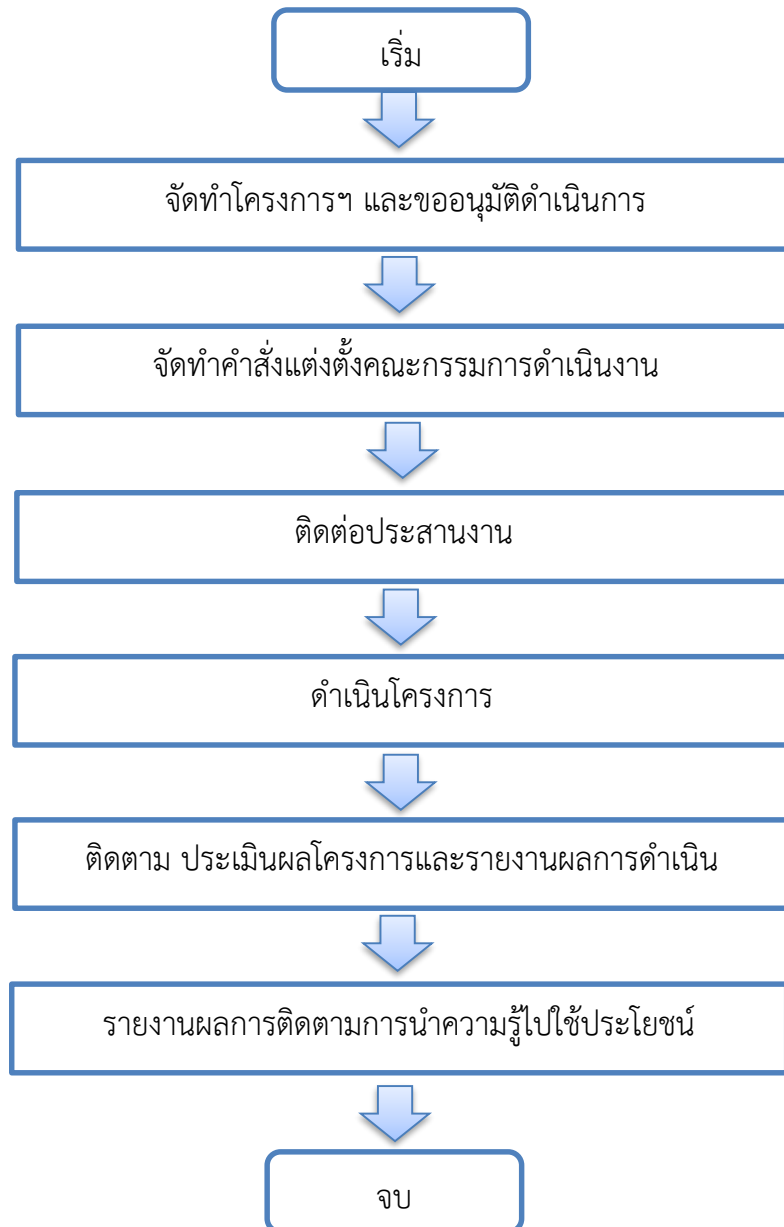 เริ่ม
จัดทำโครงการฯ และขออนุมัติดำเนินการ
จัดทำคำสั่งแต่งตั้งคณะกรรมการดำเนินงาน
ติดต่อประสานงาน
ดำเนินโครงการ
ติดตาม ประเมินผลโครงการและรายงานผลการดำเนิน
รายงานผลการติดตามการนำความรู้ไปใช้ประโยชน์
จบ